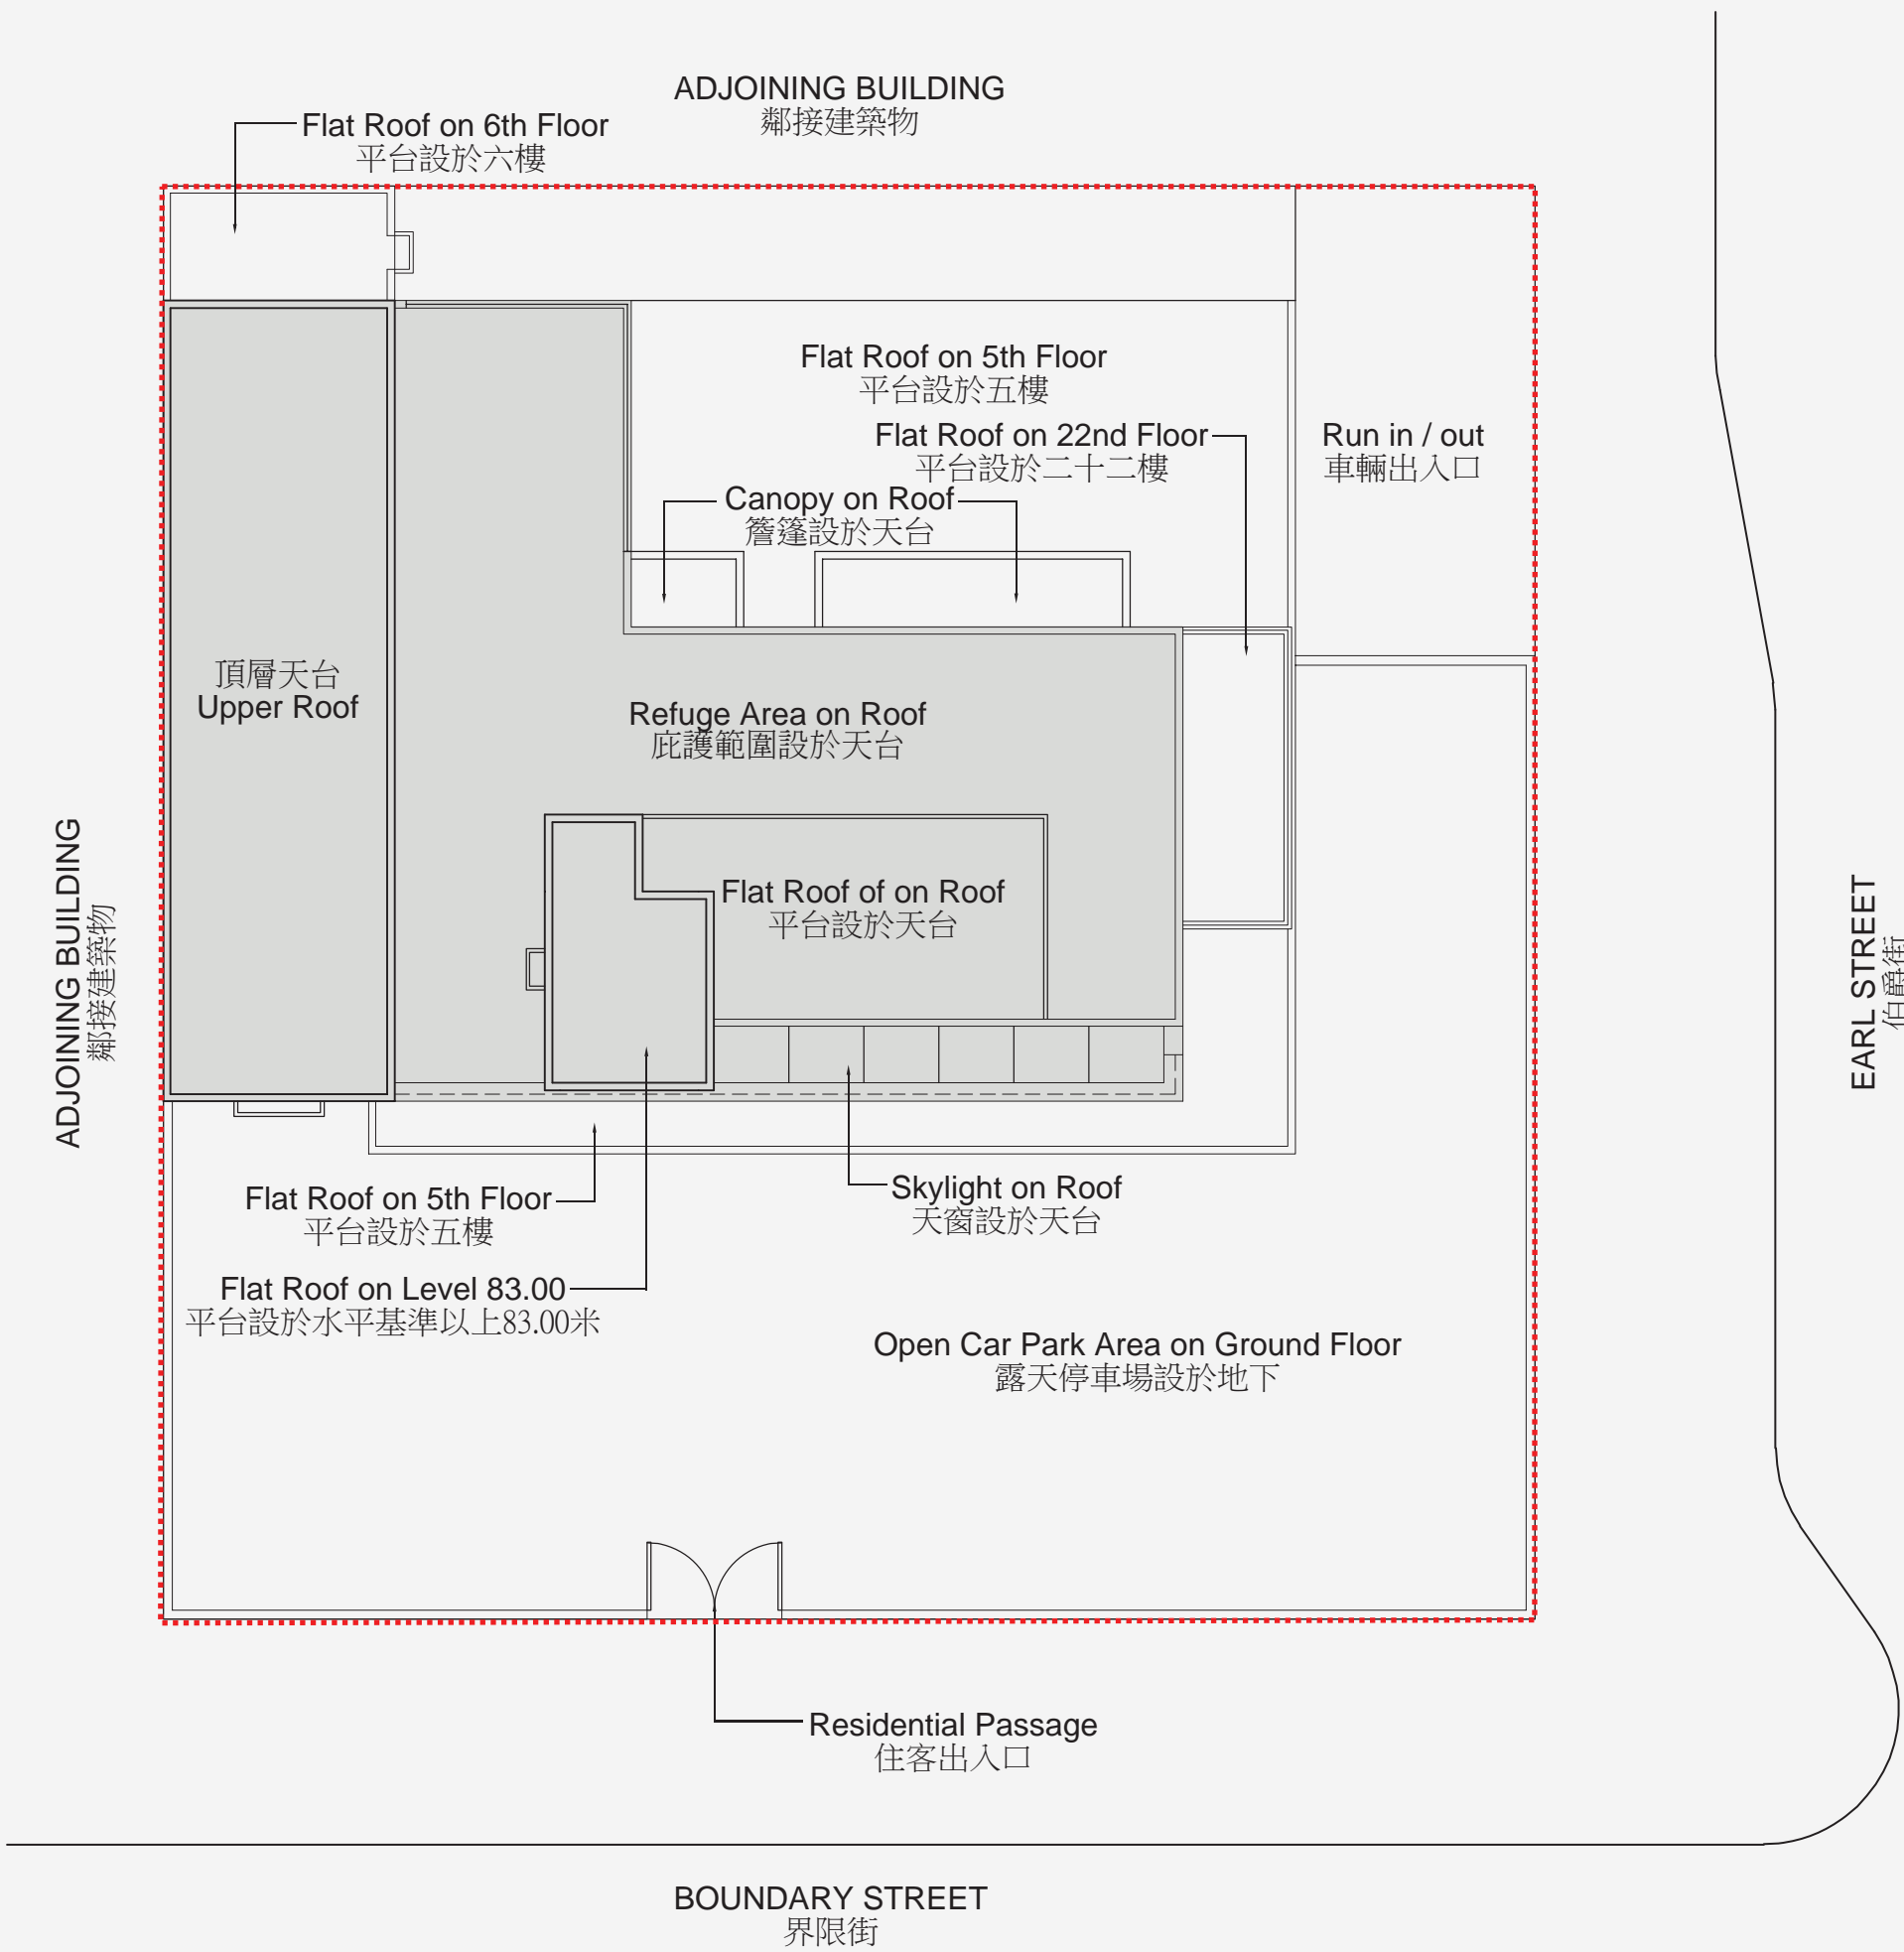 ADJOINING BUILDING
鄰接建築物
Flat Roof on 6th Floor
平台設於六樓
Flat Roof on 5th Floor
平台設於五樓
Flat Roof on 22nd Floor
平台設於二十二樓
Run in / out
車輛出入口
Canopy on Roof
簷篷設於天台
頂層天台
Upper Roof
Refuge Area on Roof
庇護範圍設於天台
ADJOINING BUILDING
鄰接建築物
Flat Roof of on Roof
平台設於天台
EARL STREET
伯爵街
Flat Roof on 5th Floor
平台設於五樓
Skylight on Roof
天窗設於天台
Flat Roof on Level 83.00
平台設於水平基準以上83.00米
Open Car Park Area on Ground Floor
露天停車場設於地下
Residential Passage
住客出入口
BOUNDARY STREET
界限街